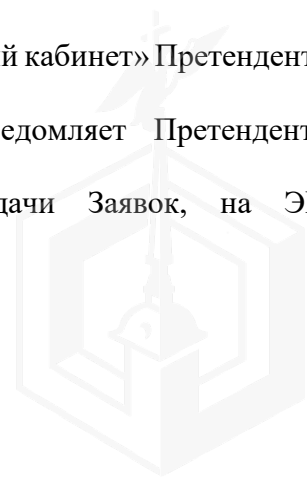 й кабинет» Претендент
едомляет Претендент
дачи Заявок, на Э